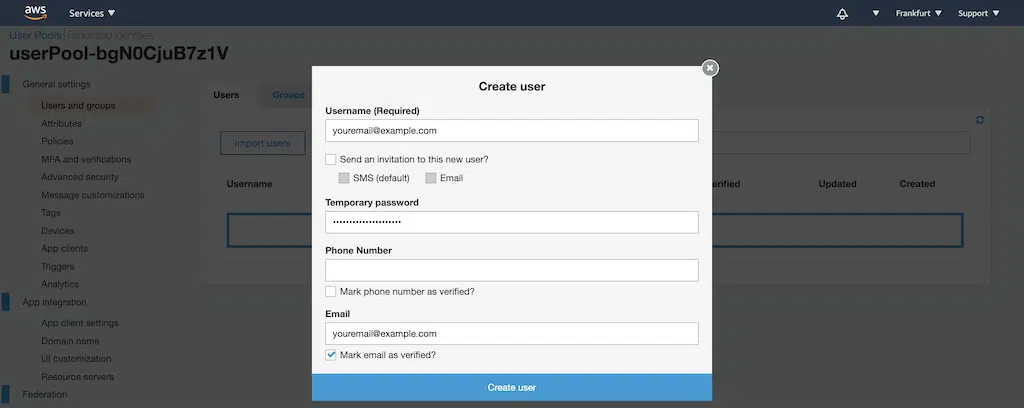 aws Services Frankfurt Support
User Pools Federated Identities
userPool-bgN0CjuB7z1V
General settings
Users and groups
Attributes
Policies
MFA and verifications
Advanced security
Message customizations
Tags
Devices
App clients
Triggers
Analytics
App integration
App client settings
Domain name
UI customization
Resource servers
Federation
Users Groups
Import users
Username Updated Created
Create user
Username (Required)
youremail@example.com
Send an invitation to this new user?
SMS (default) Email
Temporary password
Phone Number
Mark phone number as verified?
Email
youremail@example.com
Mark email as verified?
Create user